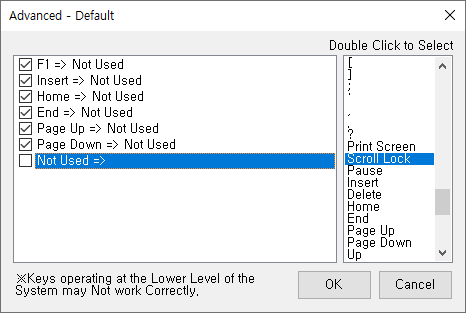 Advanced - Default
Double Click to Select
F1 => Not Used
Insert => Not Used
Home => Not Used
End => Not Used
Page Up => Not Used
Page Down => Not Used
Not Used =>
[
]
;
?
Print Screen
Scroll Lock
Pause
Insert
Delete
Home
End
Page Up
Page Down
Up
※Keys operating at the Lower Level of the
System may Not work Correctly.
OK
Cancel